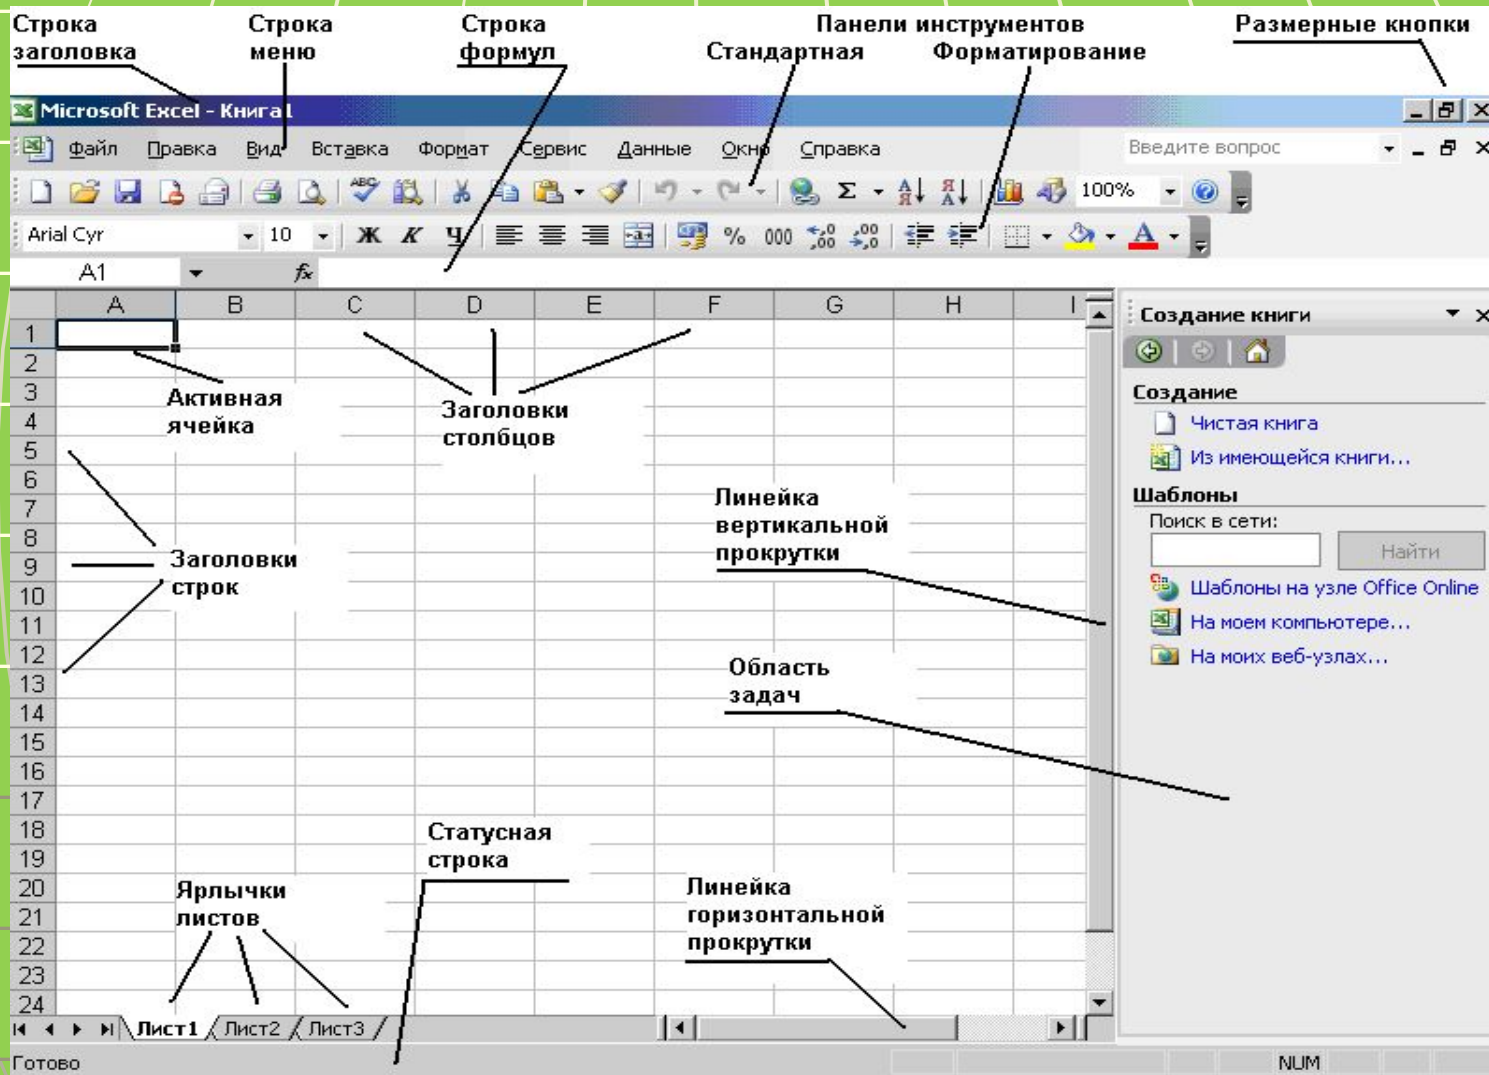 Строка Строка Строка Панели инструментов Размерные кнопки
заголовка меню формул Стандартная Форматирование
Microsoft Excel - Книга1
Файл Правка Вид Вставка Формат Сервис Данные Окно Справка Введите вопрос
ABC Σ А Я Я А 100%
Arial Cyr 10 Ж К Ч % 000 ,0 ,00 ,00 ,0 А
A1 fx
A B C D E F G H I
Создание книги
1
2
3
4
5
6
7
8
9
10
11
12
13
14
15
16
17
18
19
20
21
22
23
24
Активная
ячейка
Заголовки
столбцов
Заголовки
строк
Линейка
вертикальной
прокрутки
Область
задач
Статусная
строка
Ярлычки
листов
Линейка
горизонтальной
прокрутки
Создание
Чистая книга
Из имеющейся книги...
Шаблоны
Поиск в сети:
Найти
Шаблоны на узле Office Online
На моем компьютере...
На моих веб-узлах...
Лист1 Лист2 Лист3
Готово NUM